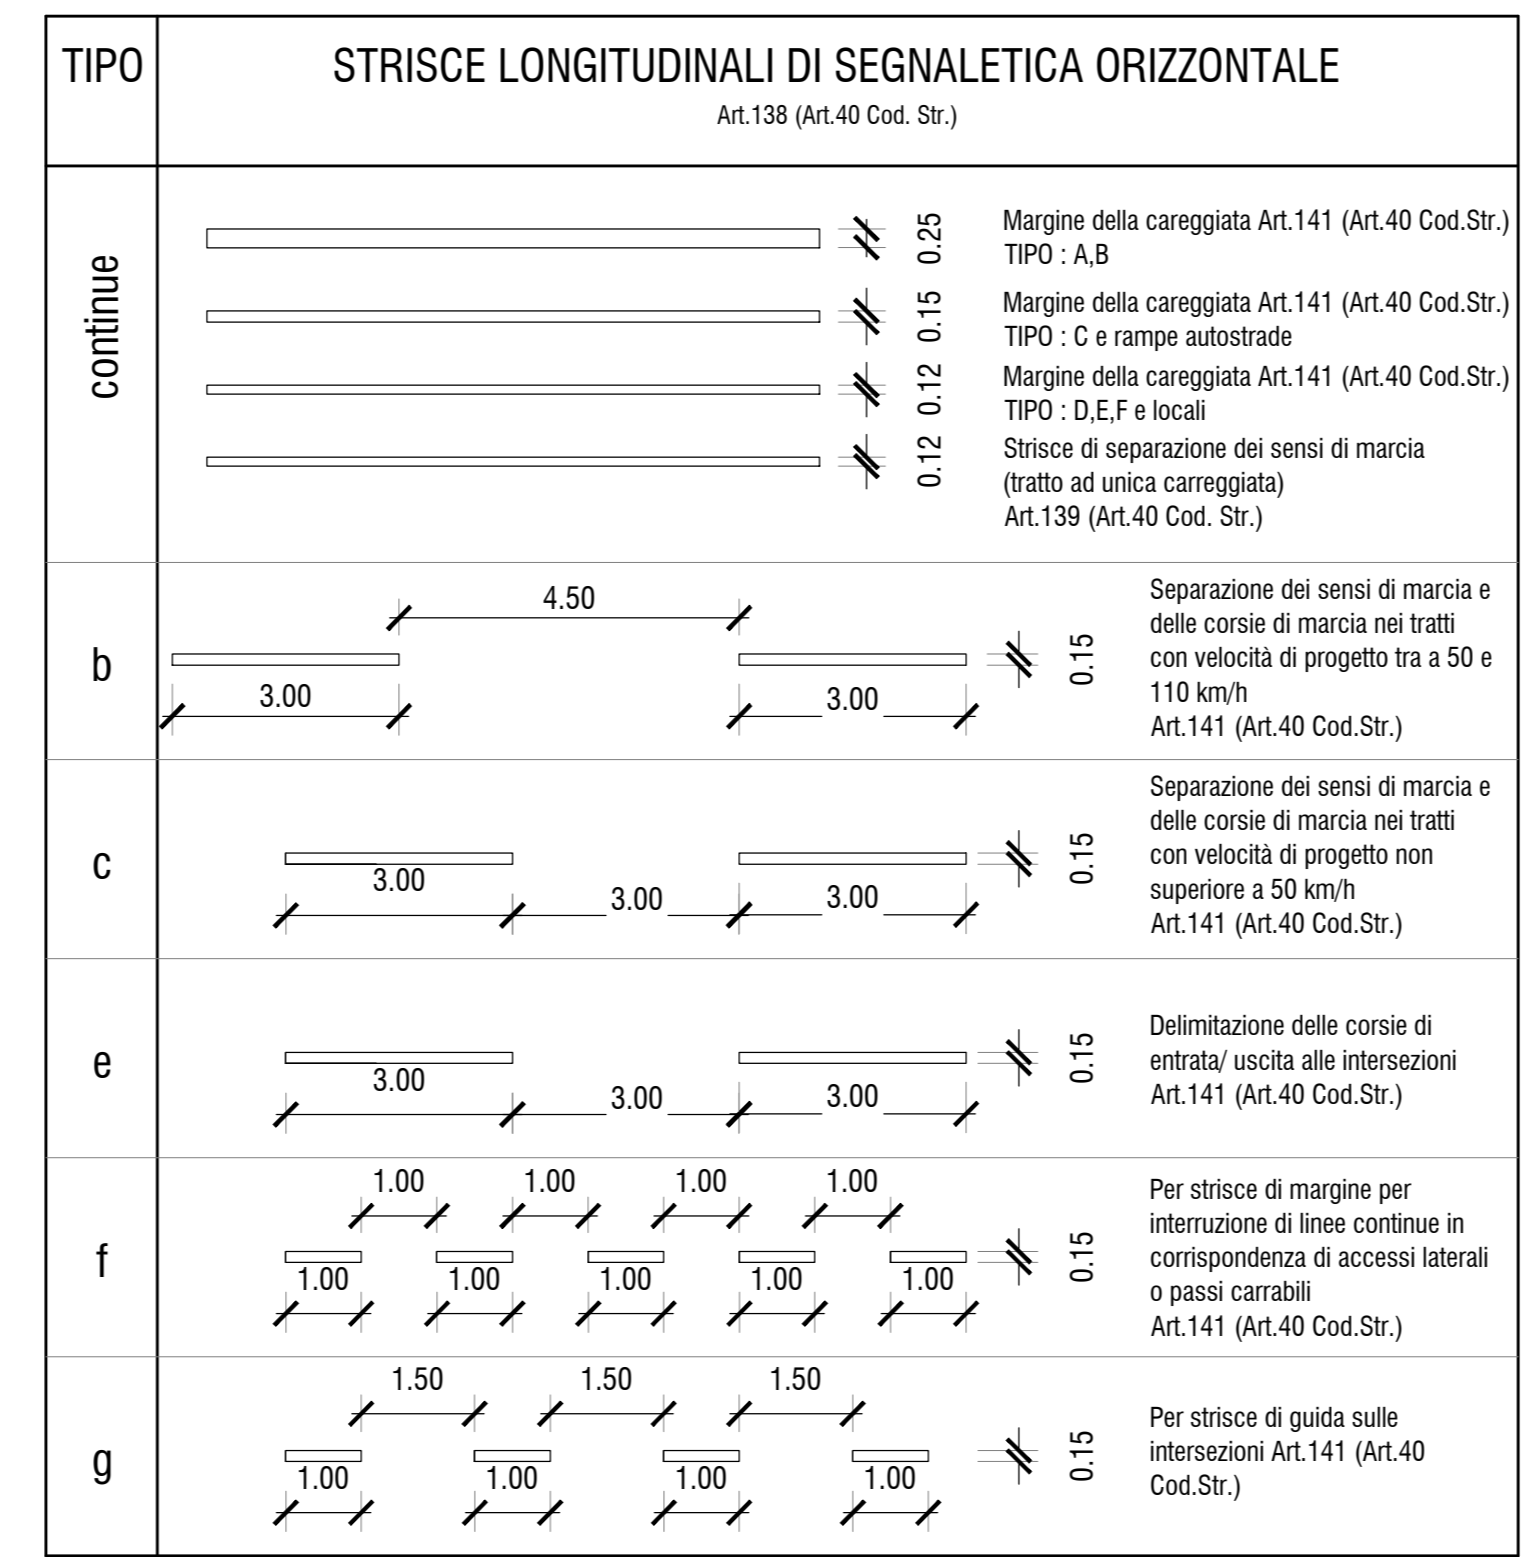 TIPO
STRISCE LONGITUDINALI DI SEGNALETICA ORIZZONTALE
Art.138 (Art.40 Cod. Str.)
continue
0.25
Margine della careggiata Art.141 (Art.40 Cod.Str.)
TIPO : A,B
0.15
Margine della careggiata Art.141 (Art.40 Cod.Str.)
TIPO : C e rampe autostrade
0.12
Margine della careggiata Art.141 (Art.40 Cod.Str.)
TIPO : D,E,F e locali
0.12
Strisce di separazione dei sensi di marcia
(tratto ad unica carreggiata)
Art.139 (Art.40 Cod. Str.)
b
4.50
3.00
3.00
0.15
Separazione dei sensi di marcia e
delle corsie di marcia nei tratti
con velocità di progetto tra a 50 e
110 km/h
Art.141 (Art.40 Cod.Str.)
c
3.00
3.00
3.00
0.15
Separazione dei sensi di marcia e
delle corsie di marcia nei tratti
con velocità di progetto non
superiore a 50 km/h
Art.141 (Art.40 Cod.Str.)
e
3.00
3.00
3.00
0.15
Delimitazione delle corsie di
entrata/ uscita alle intersezioni
Art.141 (Art.40 Cod.Str.)
f
1.00 1.00 1.00 1.00
1.00 1.00 1.00 1.00 1.00
0.15
Per strisce di margine per
interruzione di linee continue in
corrispondenza di accessi laterali
o passi carrabili
Art.141 (Art.40 Cod.Str.)
g
1.50 1.50 1.50
1.00 1.00 1.00 1.00
0.15
Per strisce di guida sulle
intersezioni Art.141 (Art.40
Cod.Str.)